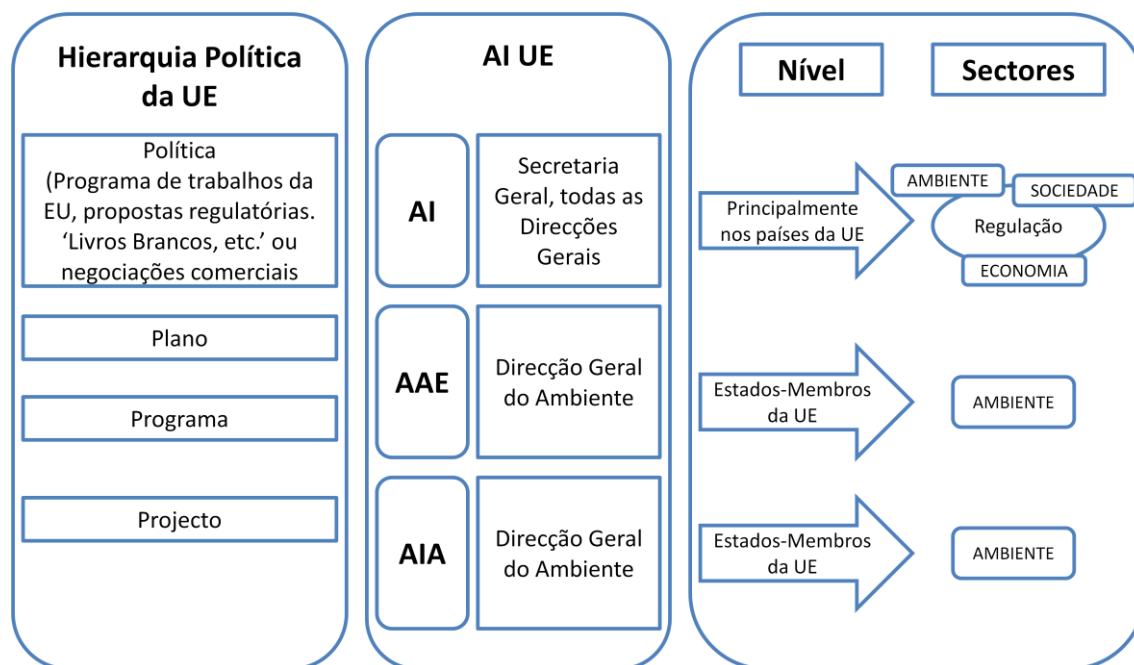 Hierarquia Política
da UE
Política
(Programa de trabalhos da
EU, propostas regulatórias.
‘Livros Brancos, etc.’ ou
negociações comerciais
Plano
Programa
Projecto
AI UE
AI
Secretaria
Geral, todas as
Direcções
Gerais
AAE
Direcção Geral
do Ambiente
AIA
Direcção Geral
do Ambiente
Nível
Sectores
Principalmente
nos países da UE
AMBIENTE
SOCIEDADE
Regulação
ECONOMIA
Estados-Membros
da UE
AMBIENTE
Estados-Membros
da UE
AMBIENTE